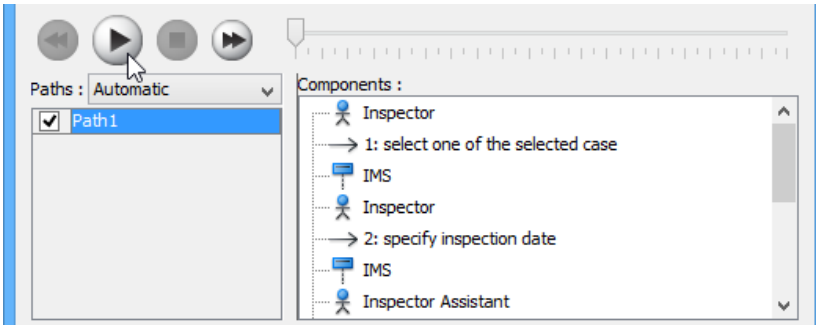 Paths : Automatic
Path1
Components :
Inspector
1: select one of the selected case
IMS
Inspector
2: specify inspection date
IMS
Inspector Assistant